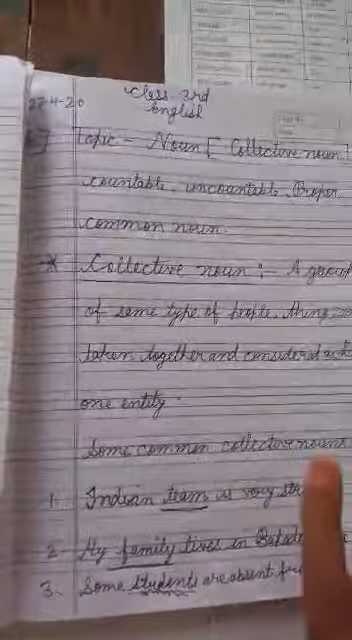 Class - 3rd
27-4-20
English
Topic - Noun [ Collective noun ]
countable, uncountable, Proper
common noun.
* Collective noun :- A group
of same type of people, thing
taken together and considered
one entity.
Some common collective nouns
1. Indian team is very
2. My family lives in
3. Some students are absent